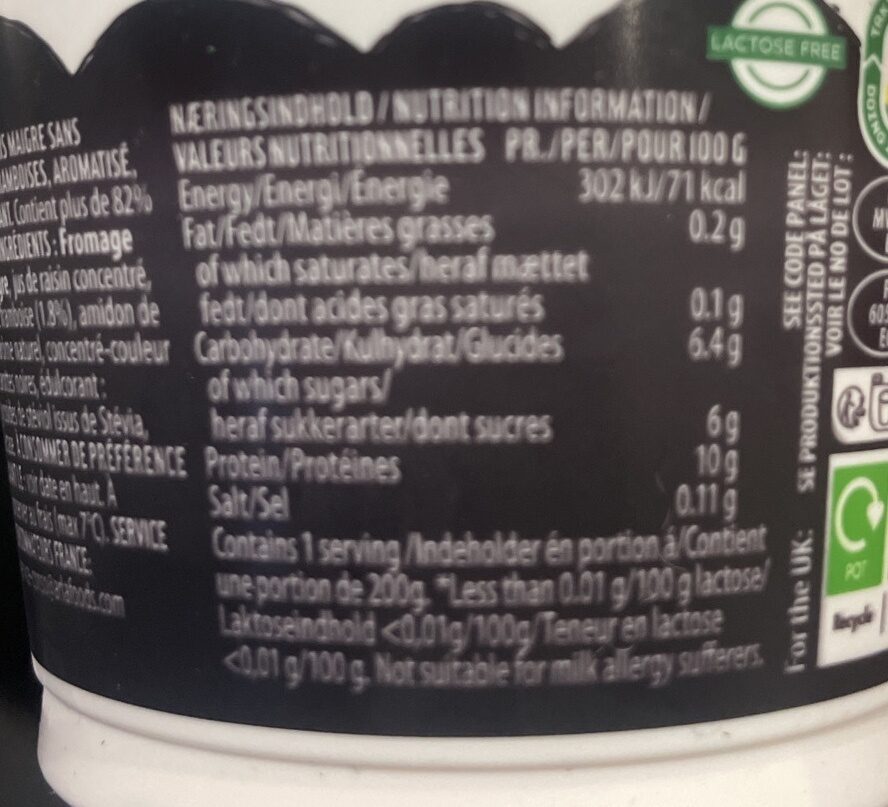 LACTOSE FREE
MAIGRE SANS
AROMATISÉ,
Contient plus de 82%
INGRÉDIENTS: Fromage
jus de raisin concentré,
(1.8%), amidon de
concentré-couleur
édulcorant:
issus de Stévia,
CONSOMMER DE PRÉFÉRENCE
voir date en haut. À
frais (max 7°C). SERVICE
FRANCE:
NÆRINGSINDHOLD/NUTRITION INFORMATION/
VALEURS NUTRITIONNELLES PR./PER/POUR 100 G
Energy/Energi/Énergie 302 kJ/71 kcal
Fat/Fedt/Matières grasses 0.2 g
of which saturates/heraf mættet
fedt/dont acides gras saturés 0.1 g
Carbohydrate/Kulhydrat/Glucides 6.4 g
of which sugars/
heraf sukkerarter/dont sucres 6 g
Protein/Protéines 10 g
Salt/Sel 0.11 g
Contains 1 serving/Indeholder én portion à/Contient
une portion de 200g. *Less than 0.01 g/100 g lactose/
Laktoseindhold <0,01g/100g/Teneur en lactose
<0,01 g/100 g. Not suitable for milk allergy sufferers.
SEE CODE PANEL:
SE PRODUKTIONSSTED PÅ LÅGET:
VOIR LE NO DE LOT:
For the UK:
POT
Recycle